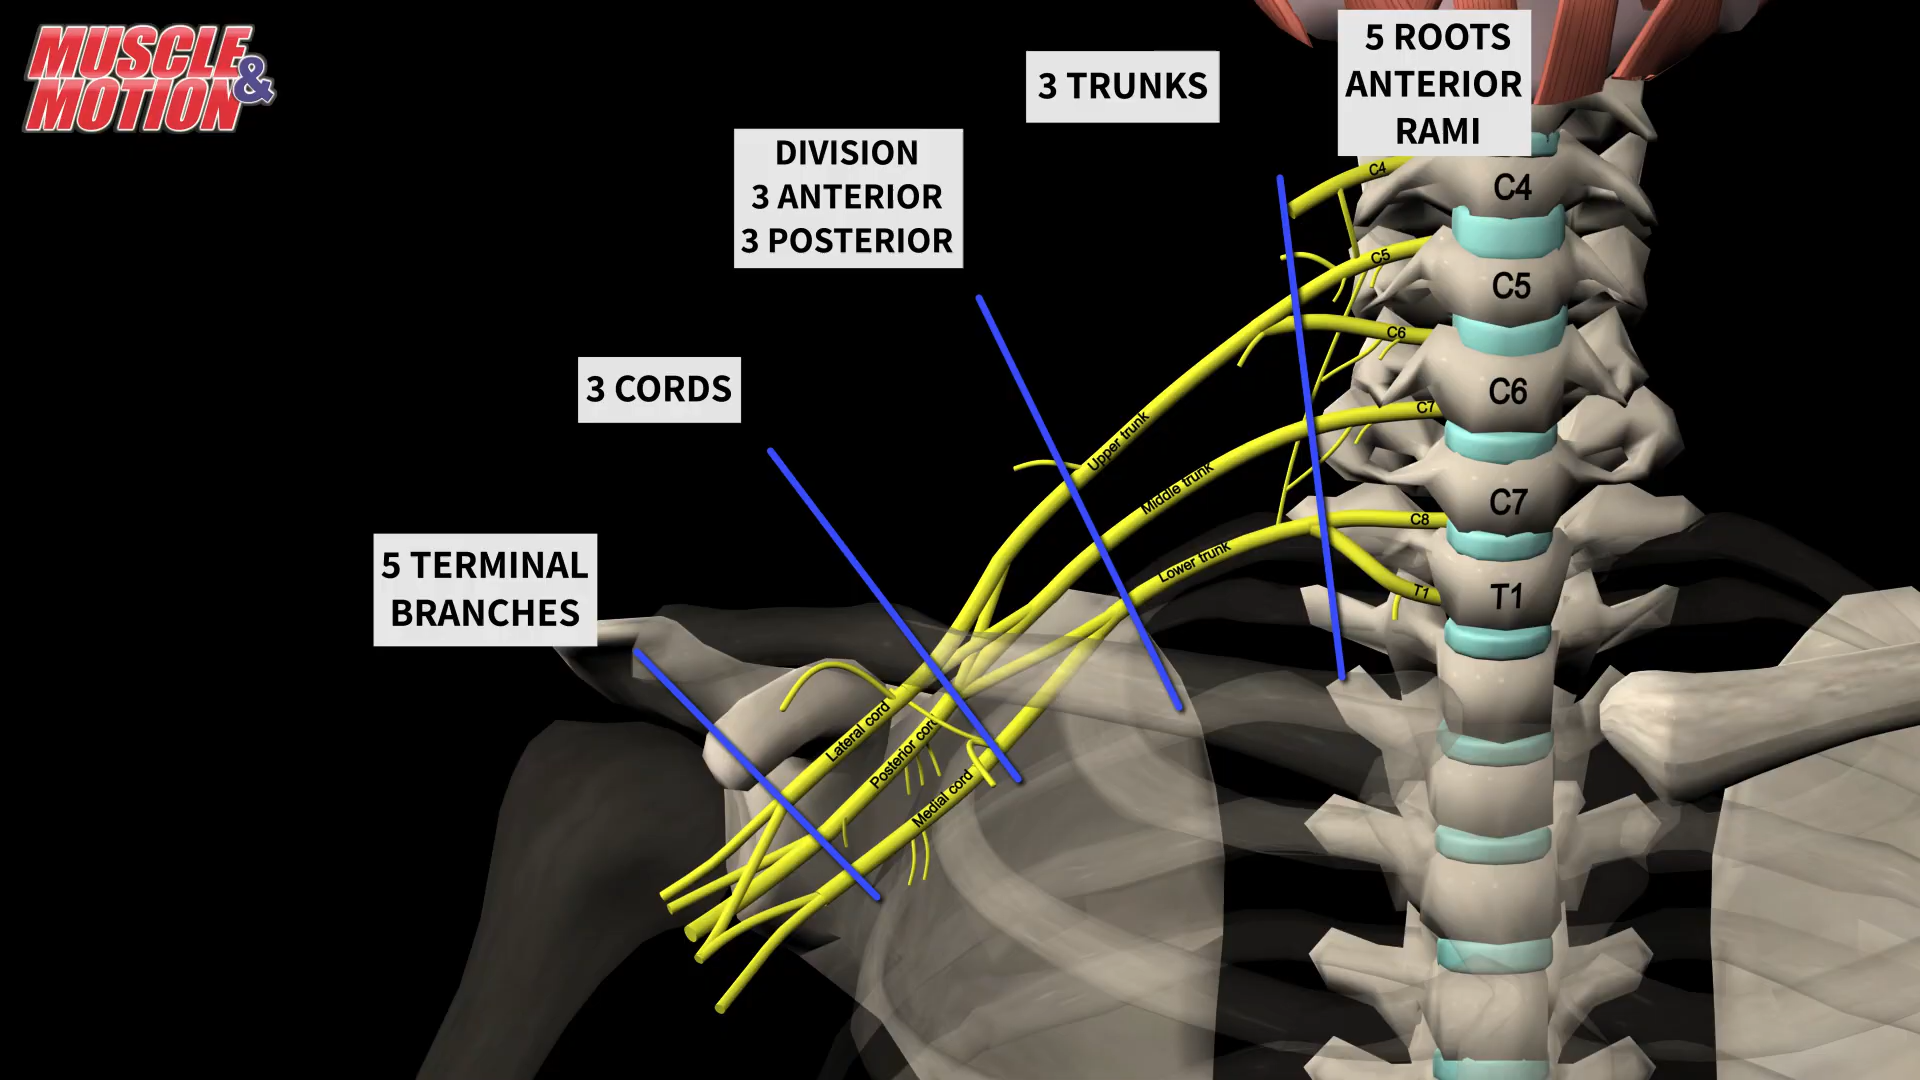 MUSCLE
& MOTION
5 ROOTS
ANTERIOR
RAMI
3 TRUNKS
DIVISION
3 ANTERIOR
3 POSTERIOR
3 CORDS
5 TERMINAL
BRANCHES
C4
C5
C6
C7
C8
T1
C4
C5
C6
C7
T1
Upper trunk
Middle trunk
Lower trunk
Lateral cord
Posterior cord
Medial cord